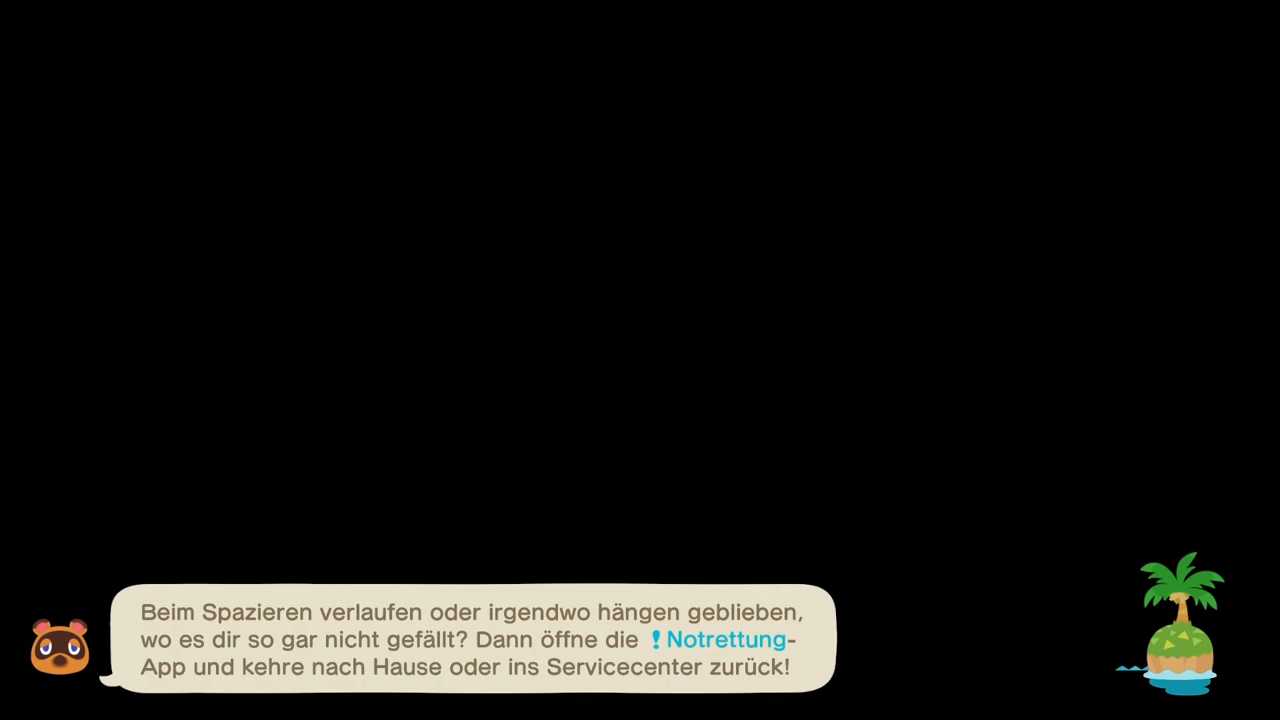 Beim Spazieren verlaufen oder irgendwo hängen geblieben,
wo es dir so gar nicht gefällt? Dann öffne die ! Notrettung-
App und kehre nach Hause oder ins Servicecenter zurück!